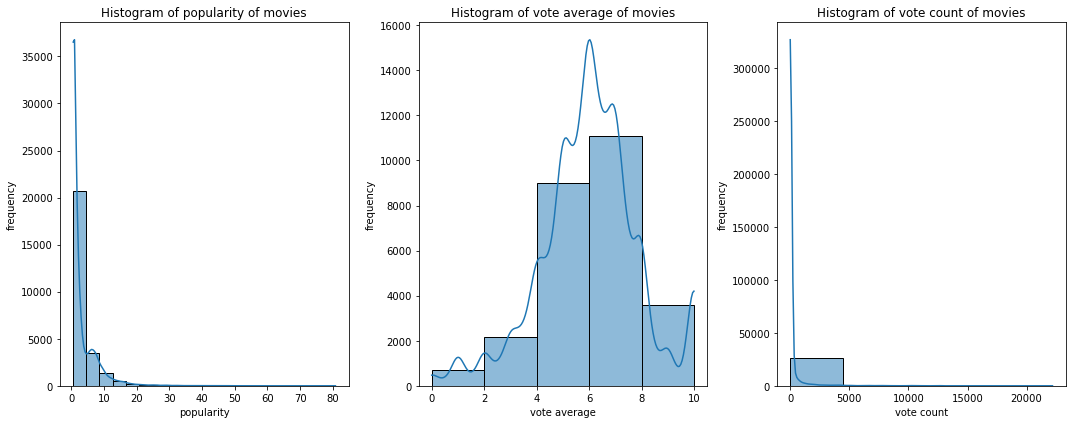 Histogram of popularity of movies
35000
30000
25000
20000
15000
10000
5000
0
frequency
0 10 20 30 40 50 60 70 80
popularity
Histogram of vote average of movies
16000
14000
12000
10000
8000
6000
4000
2000
0
frequency
0 2 4 6 8 10
vote average
Histogram of vote count of movies
300000
250000
200000
150000
100000
50000
0
frequency
0 5000 10000 15000 20000
vote count